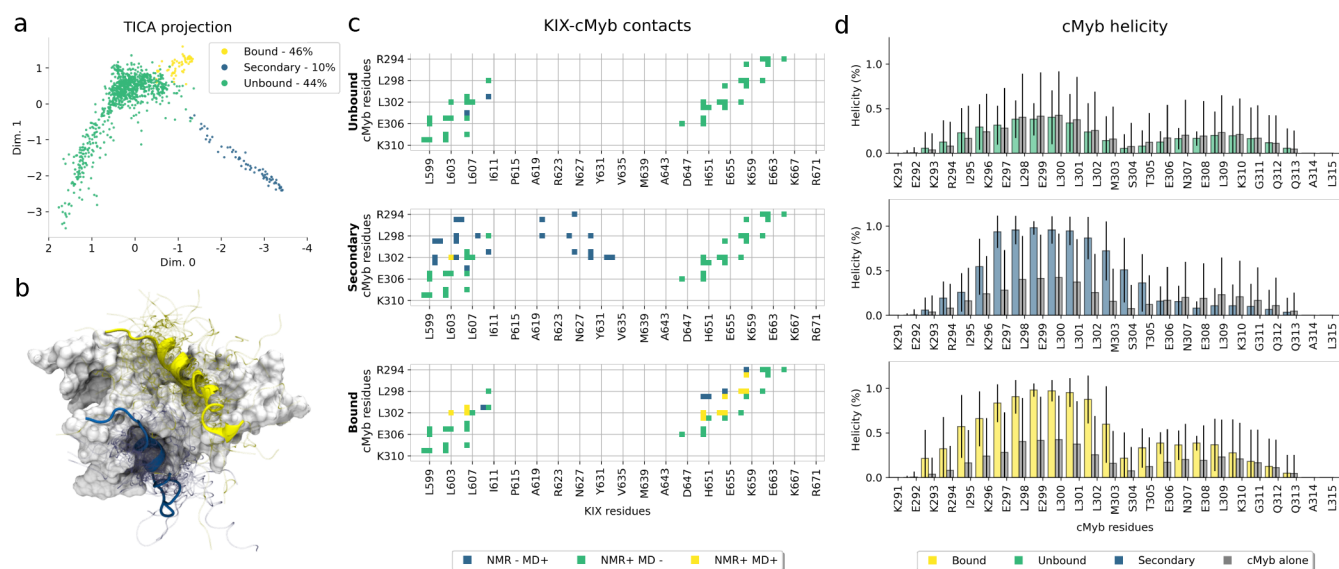 a
TICA projection
Bound - 46%
Secondary - 10%
Unbound - 44%
1
0
−1
−2
−3
Dim. 1
2
1
0
-1
-2
-3
-4
Dim. 0
b
c
KIX-cMyb contacts
Unbound
cMyb residues
R294
L298
L302
E306
K310
L599
L603
L607
I611
P615
A619
R623
N627
Y631
V635
M639
A643
D647
H651
E655
K659
E663
K667
R671
Secondary
cMyb residues
R294
L298
L302
E306
K310
L599
L603
L607
I611
P615
A619
R623
N627
Y631
V635
M639
A643
D647
H651
E655
K659
E663
K667
R671
Bound
cMyb residues
R294
L298
L302
E306
K310
L599
L603
L607
I611
P615
A619
R623
N627
Y631
V635
M639
A643
D647
H651
E655
K659
E663
K667
R671
KIX residues
NMR - MD+
NMR+ MD -
NMR+ MD+
d
cMyb helicity
Helicity (%)
1.0
0.5
0.0
K291
E292
K293
R294
I295
K296
E297
L298
E299
L300
L301
L302
M303
S304
T305
E306
N307
E308
L309
K310
G311
Q312
Q313
A314
L315
Helicity (%)
1.0
0.5
0.0
K291
E292
K293
R294
I295
K296
E297
L298
E299
L300
L301
L302
M303
S304
T305
E306
N307
E308
L309
K310
G311
Q312
Q313
A314
L315
Helicity (%)
1.0
0.5
0.0
K291
E292
K293
R294
I295
K296
E297
L298
E299
L300
L301
L302
M303
S304
T305
E306
N307
E308
L309
K310
G311
Q312
Q313
A314
L315
cMyb residues
Bound
Unbound
Secondary
cMyb alone